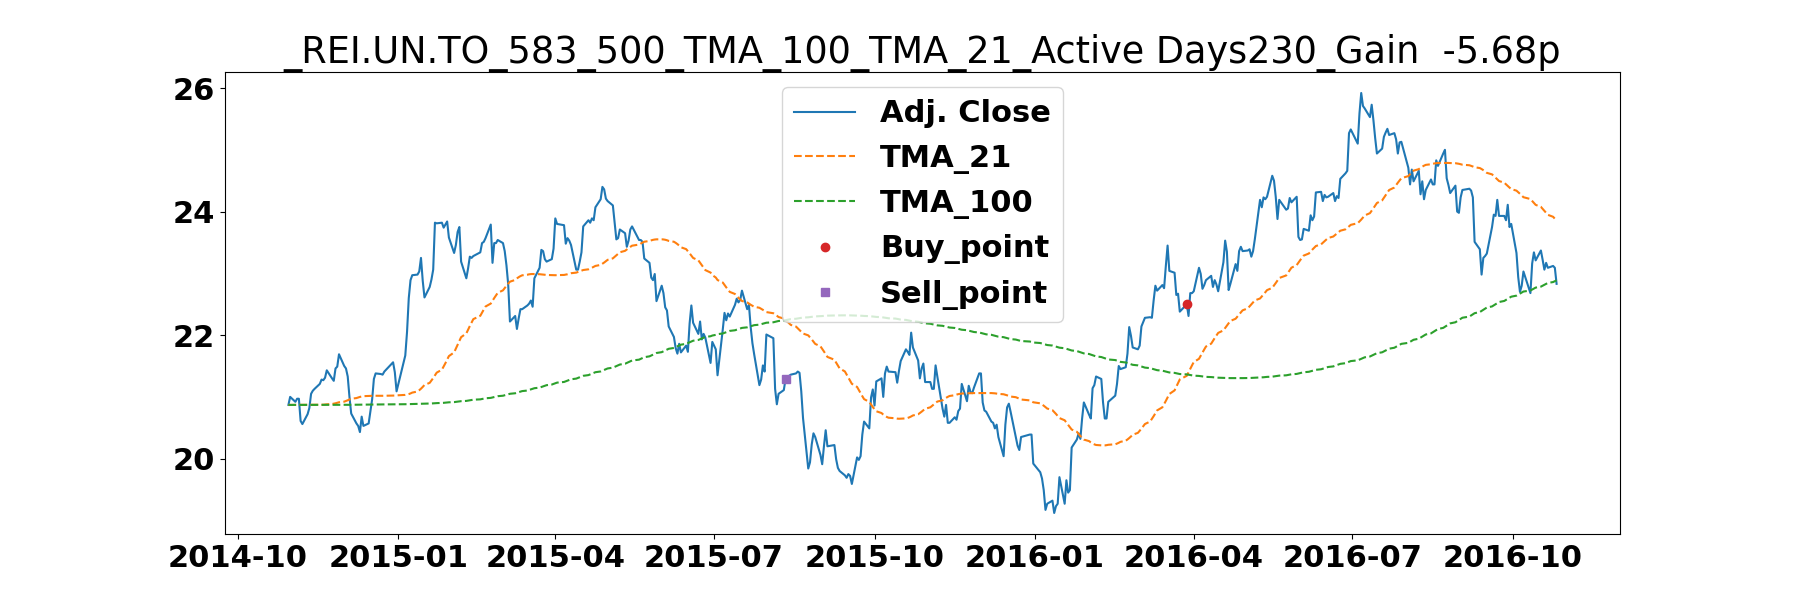 _REI.UN.TO_583_500_TMA_100_TMA_21_Active Days230_Gain  -5.68p
26
24
22
20
Adj. Close
TMA_21
TMA_100
Buy_point
Sell_point
2014-10 2015-01 2015-04 2015-07 2015-10 2016-01 2016-04 2016-07 2016-10